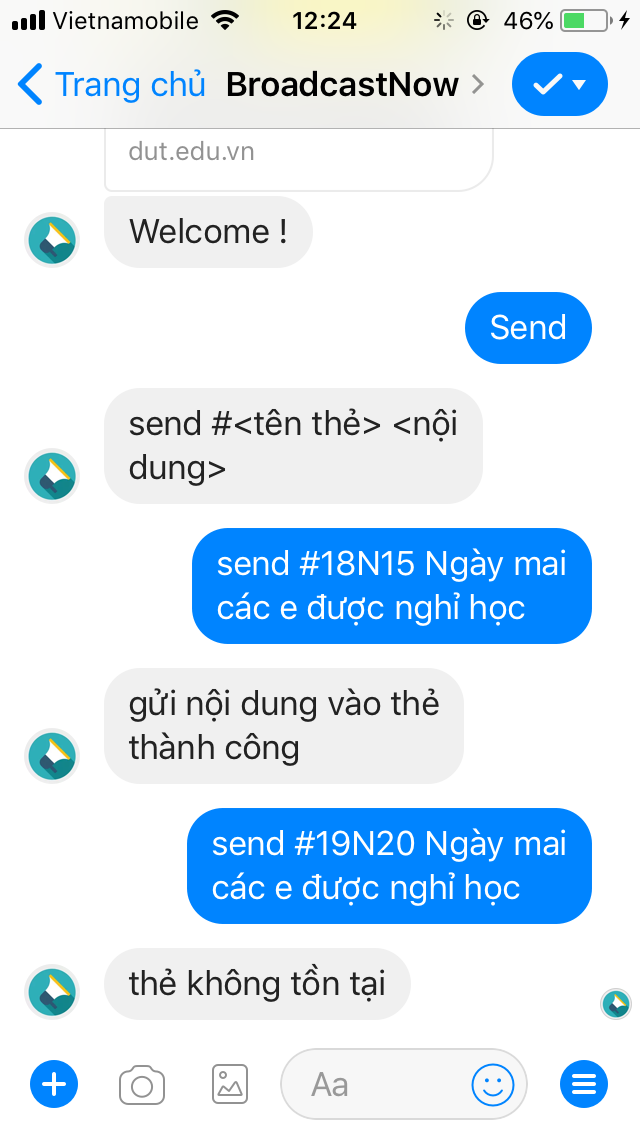 Vietnamobile 12:24 46%
Trang chủ BroadcastNow
dut.edu.vn
Welcome !
Send
send #<tên thẻ> <nội
dung>
send #18N15 Ngày mai
các e được nghỉ học
gửi nội dung vào thẻ
thành công
send #19N20 Ngày mai
các e được nghỉ học
thẻ không tồn tại
Aa